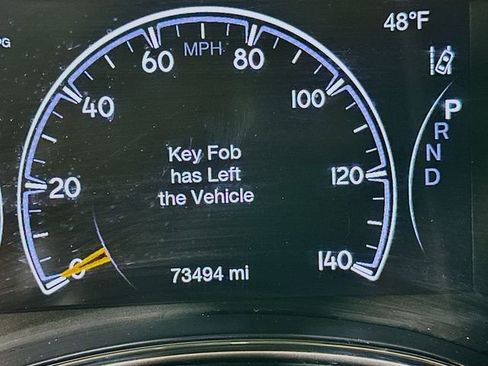 48°F
MPH
0
20
40
60
80
100
120
140
Key Fob
has Left
the Vehicle
73494 mi
P
R
N
D